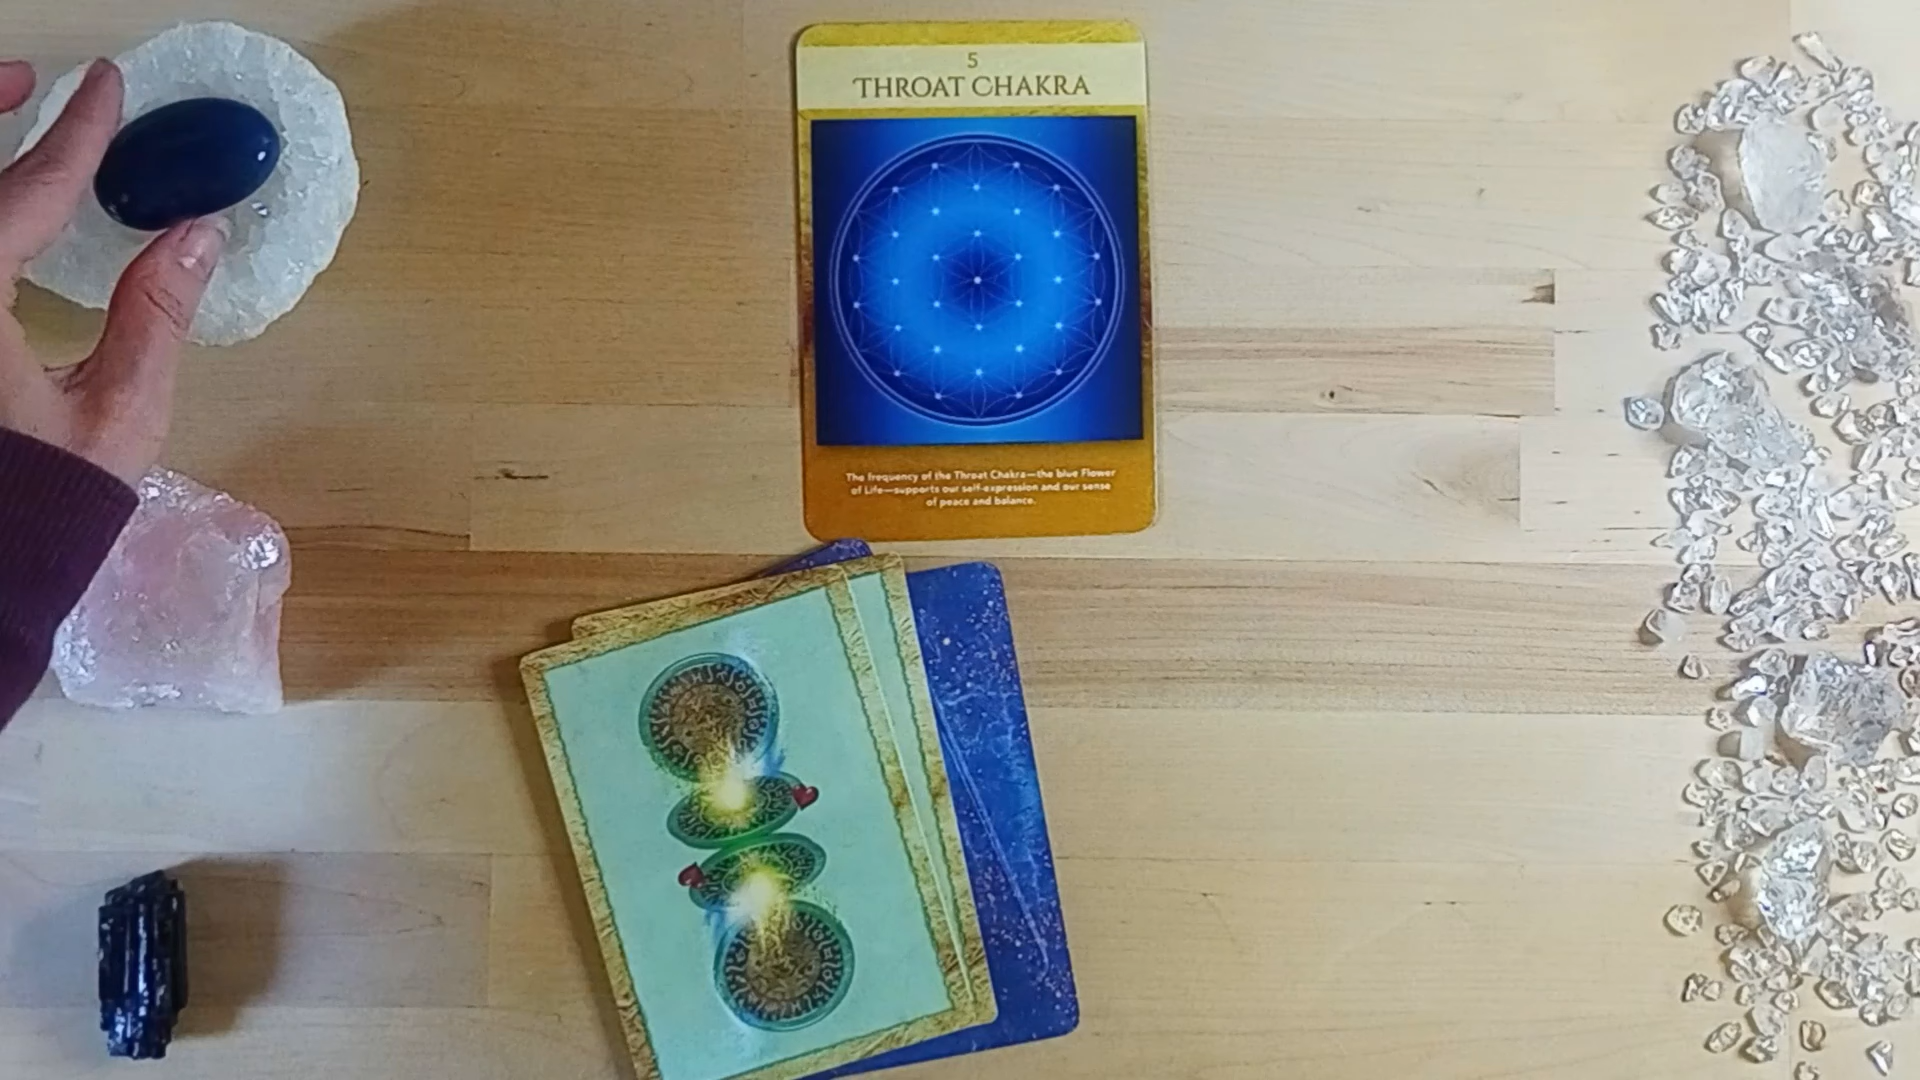 5
THROAT CHAKRA
The frequency of the Throat Chakra—the blue Flower
of Life—supports our self-expression and our sense
of peace and balance.